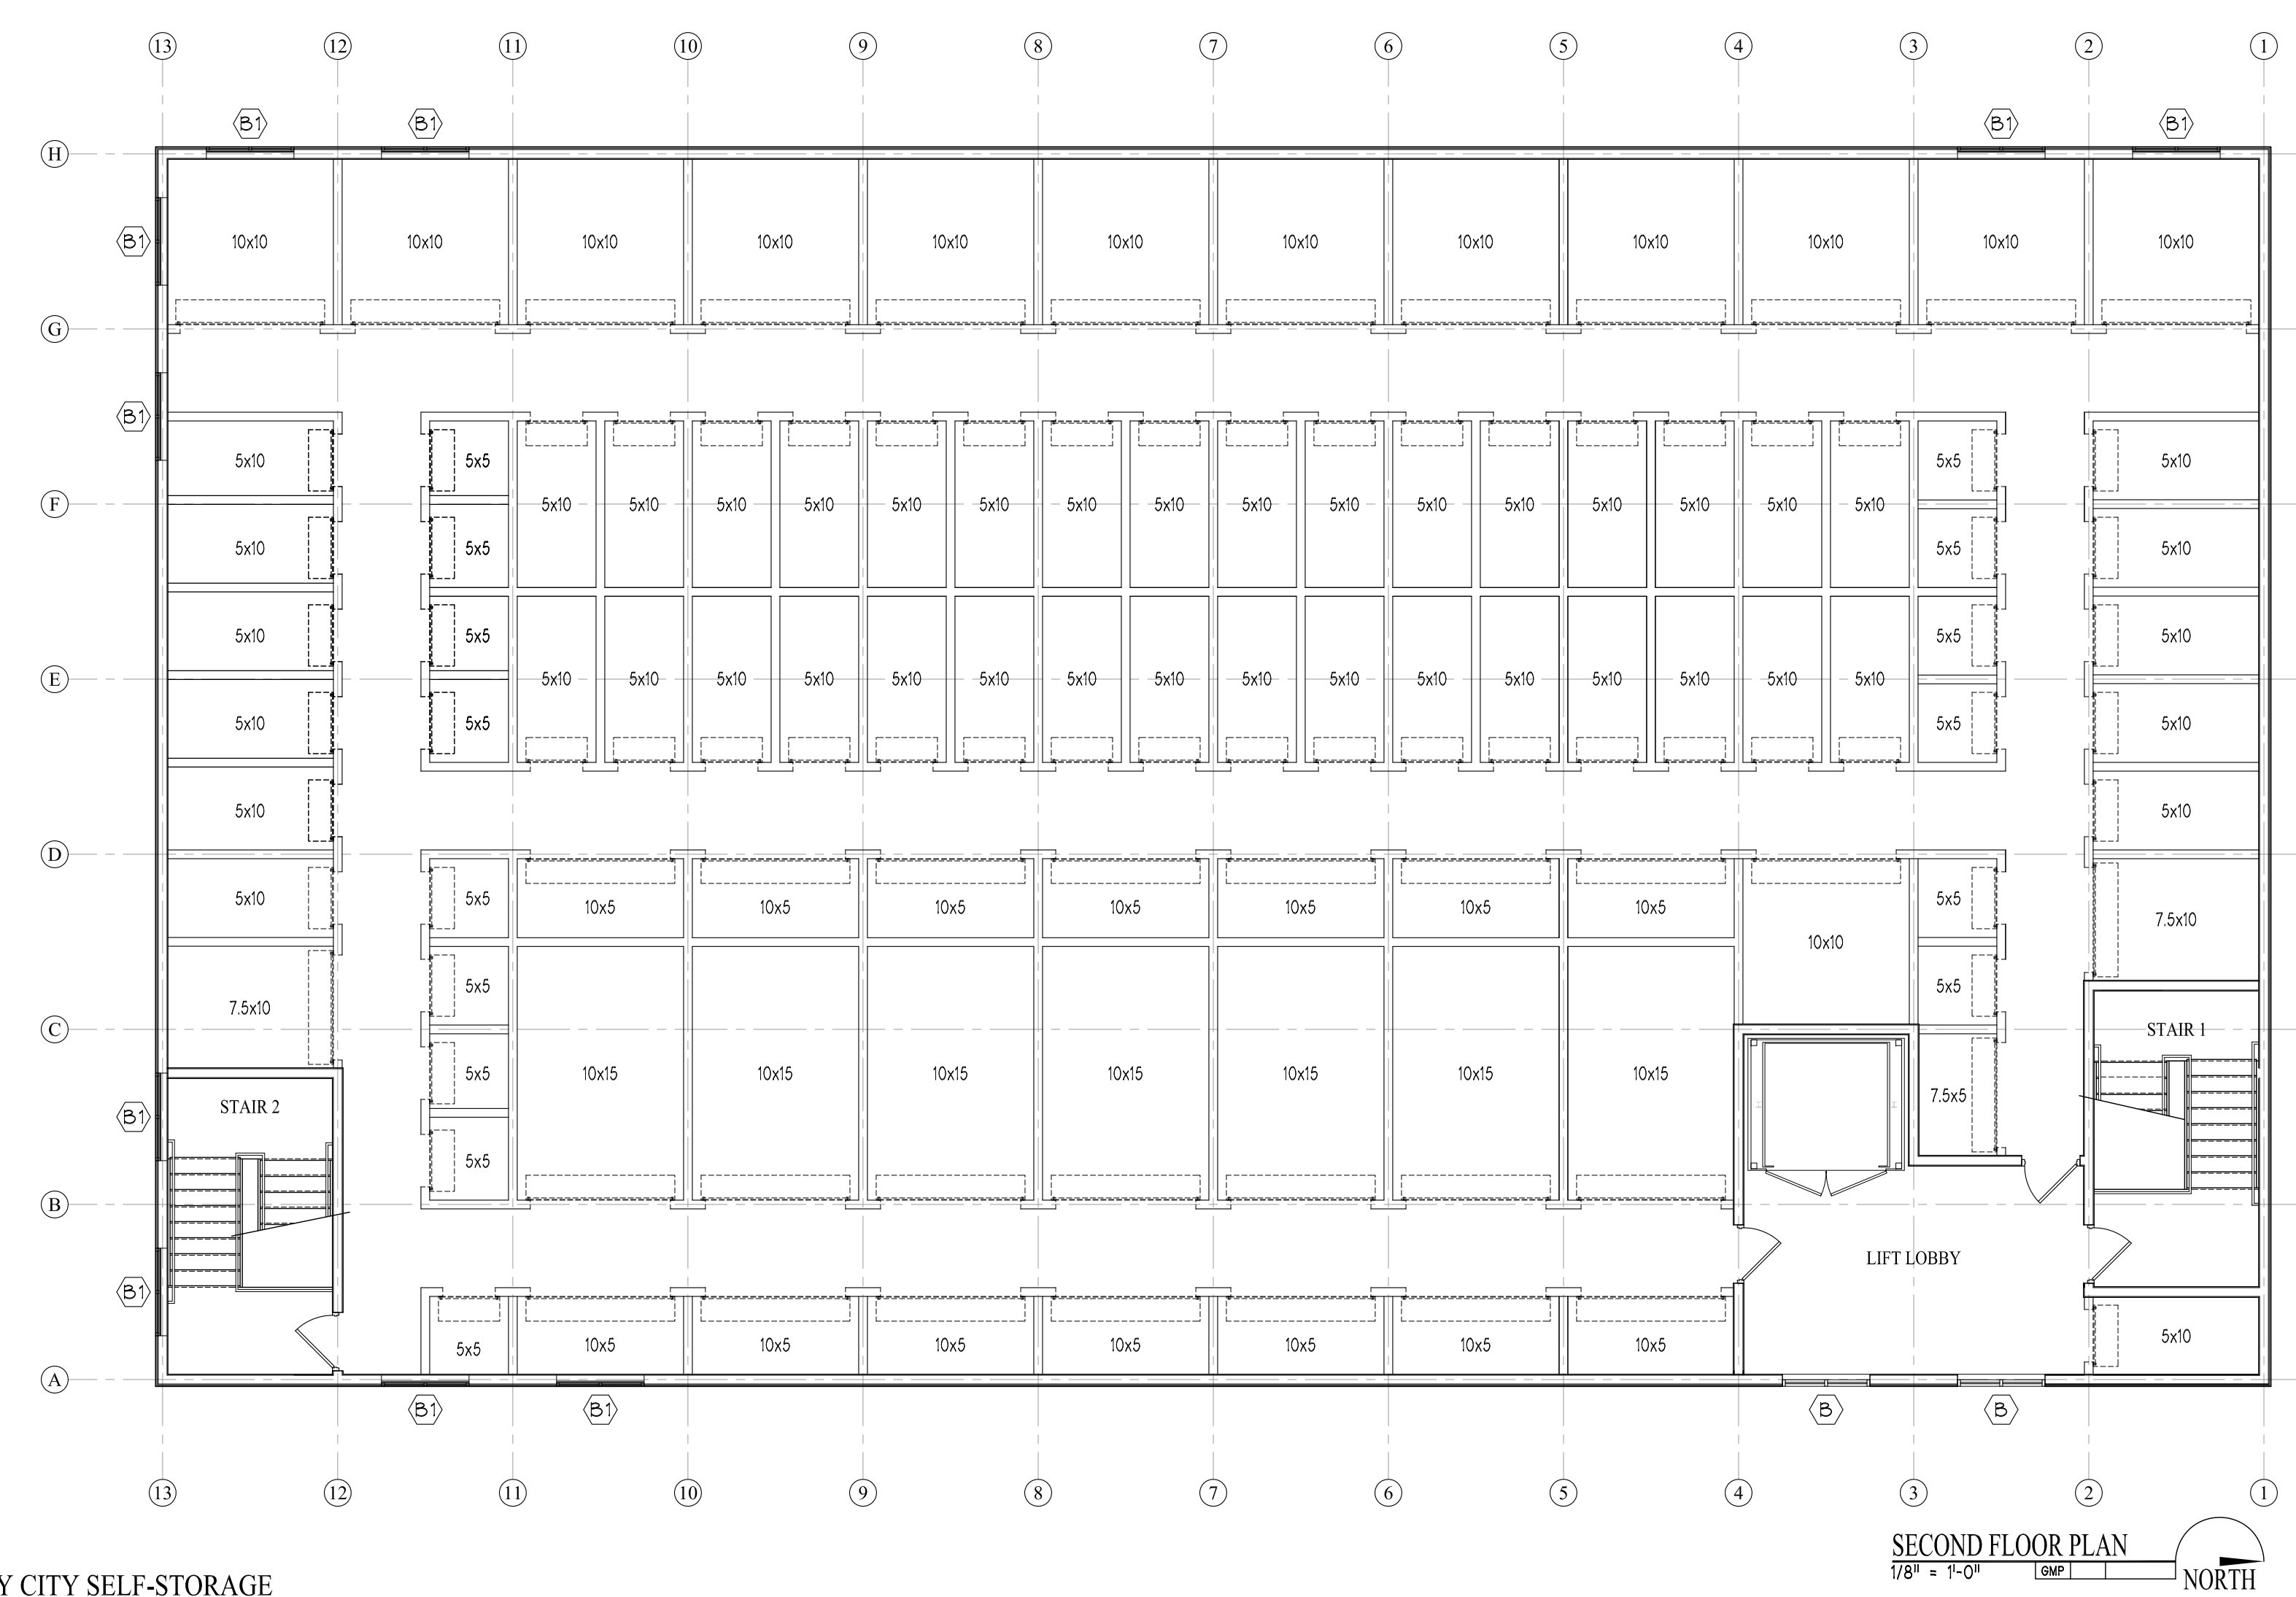 13 12 11 10 9 8 7 6 5 4 3 2 1
B1 B1 B1 B1
H
B1 10x10 10x10 10x10 10x10 10x10 10x10 10x10 10x10 10x10 10x10 10x10 10x10
G
B1
5x10 5x5 5x5 5x10
F 5x10 5x10 5x10 5x10 5x10 5x10 5x10 5x10 5x10 5x10 5x10 5x10 5x10 5x10 5x10 5x10
5x10 5x5 5x5 5x10
5x10 5x5 5x5 5x10
E 5x10 5x10 5x10 5x10 5x10 5x10 5x10 5x10 5x10 5x10 5x10 5x10 5x10 5x10 5x10 5x10
5x10 5x5 5x5 5x10
5x10 5x10
D
5x10 5x5 5x5
10x5 10x5 10x5 10x5 10x5 10x5 10x5
7.5x10
10x10
5x5 5x5
7.5x10
C STAIR 1
5x5 10x15 10x15 10x15 10x15 10x15 10x15 10x15
7.5x5
B1 STAIR 2
5x5
B
LIFT LOBBY
B1
5x5 10x5 10x5 10x5 10x5 10x5 10x5 10x5 5x10
A
B1 B1 B B
13 12 11 10 9 8 7 6 5 4 3 2 1
SECOND FLOOR PLAN
1/8" = 1'-0" GMP
NORTH
Y CITY SELF-STORAGE